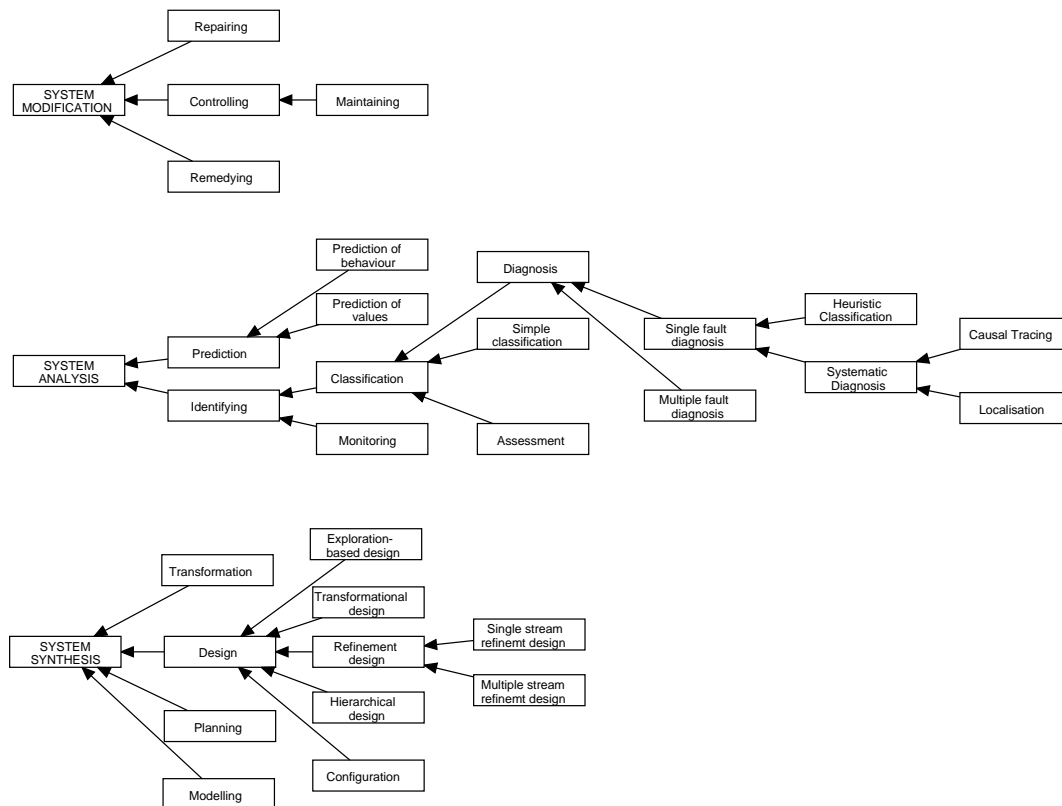 Repairing
SYSTEM
MODIFICATION
Controlling
Maintaining
Remedying
Prediction of
behaviour
Diagnosis
Prediction of
values
Heuristic
Classification
Simple
classification
Single fault
diagnosis
Causal Tracing
Prediction
SYSTEM
ANALYSIS
Classification
Systematic
Diagnosis
Identifying
Multiple fault
diagnosis
Localisation
Monitoring
Assessment
Exploration-
based design
Transformation
Transformational
design
SYSTEM
SYNTHESIS
Design
Refinement
design
Single stream
refinemt design
Multiple stream
refinemt design
Hierarchical
design
Planning
Configuration
Modelling